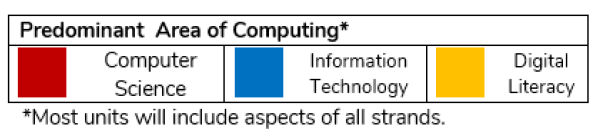 Predominant Area of Computing*
Computer Science
Information Technology
Digital Literacy
*Most units will include aspects of all strands.